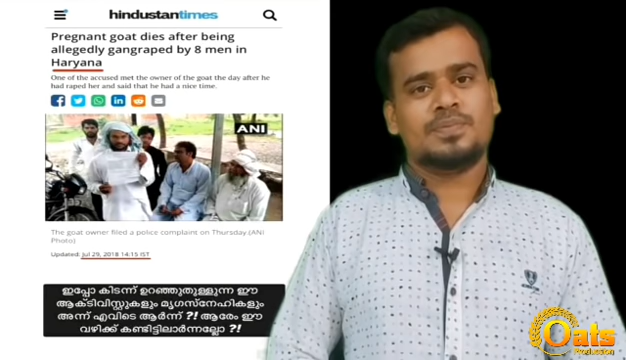 hindustantimes
Pregnant goat dies after being
allegedly gangraped by 8 men in
Haryana
One of the accused met the owner of the goat the day after he
had raped her and said that he had a nice time.
ANI
The goat owner filed a police complaint on Thursday (ANI
Photo)
Updated: Jul 29, 2018 14:15 IST
ഇപ്പോ കിടന്ന് ഉറഞ്ഞുതുള്ളുന്ന ഈ
ആക്ടിവിസ്റ്റുകളും മൃഗസ്നേഹികളും
അന്ന് എവിടെ ആർന്ന് ?! ആരേം ഈ
വഴിക്ക് കണ്ടിട്ടിലാർന്നല്ലോ ?!
Oats
Production